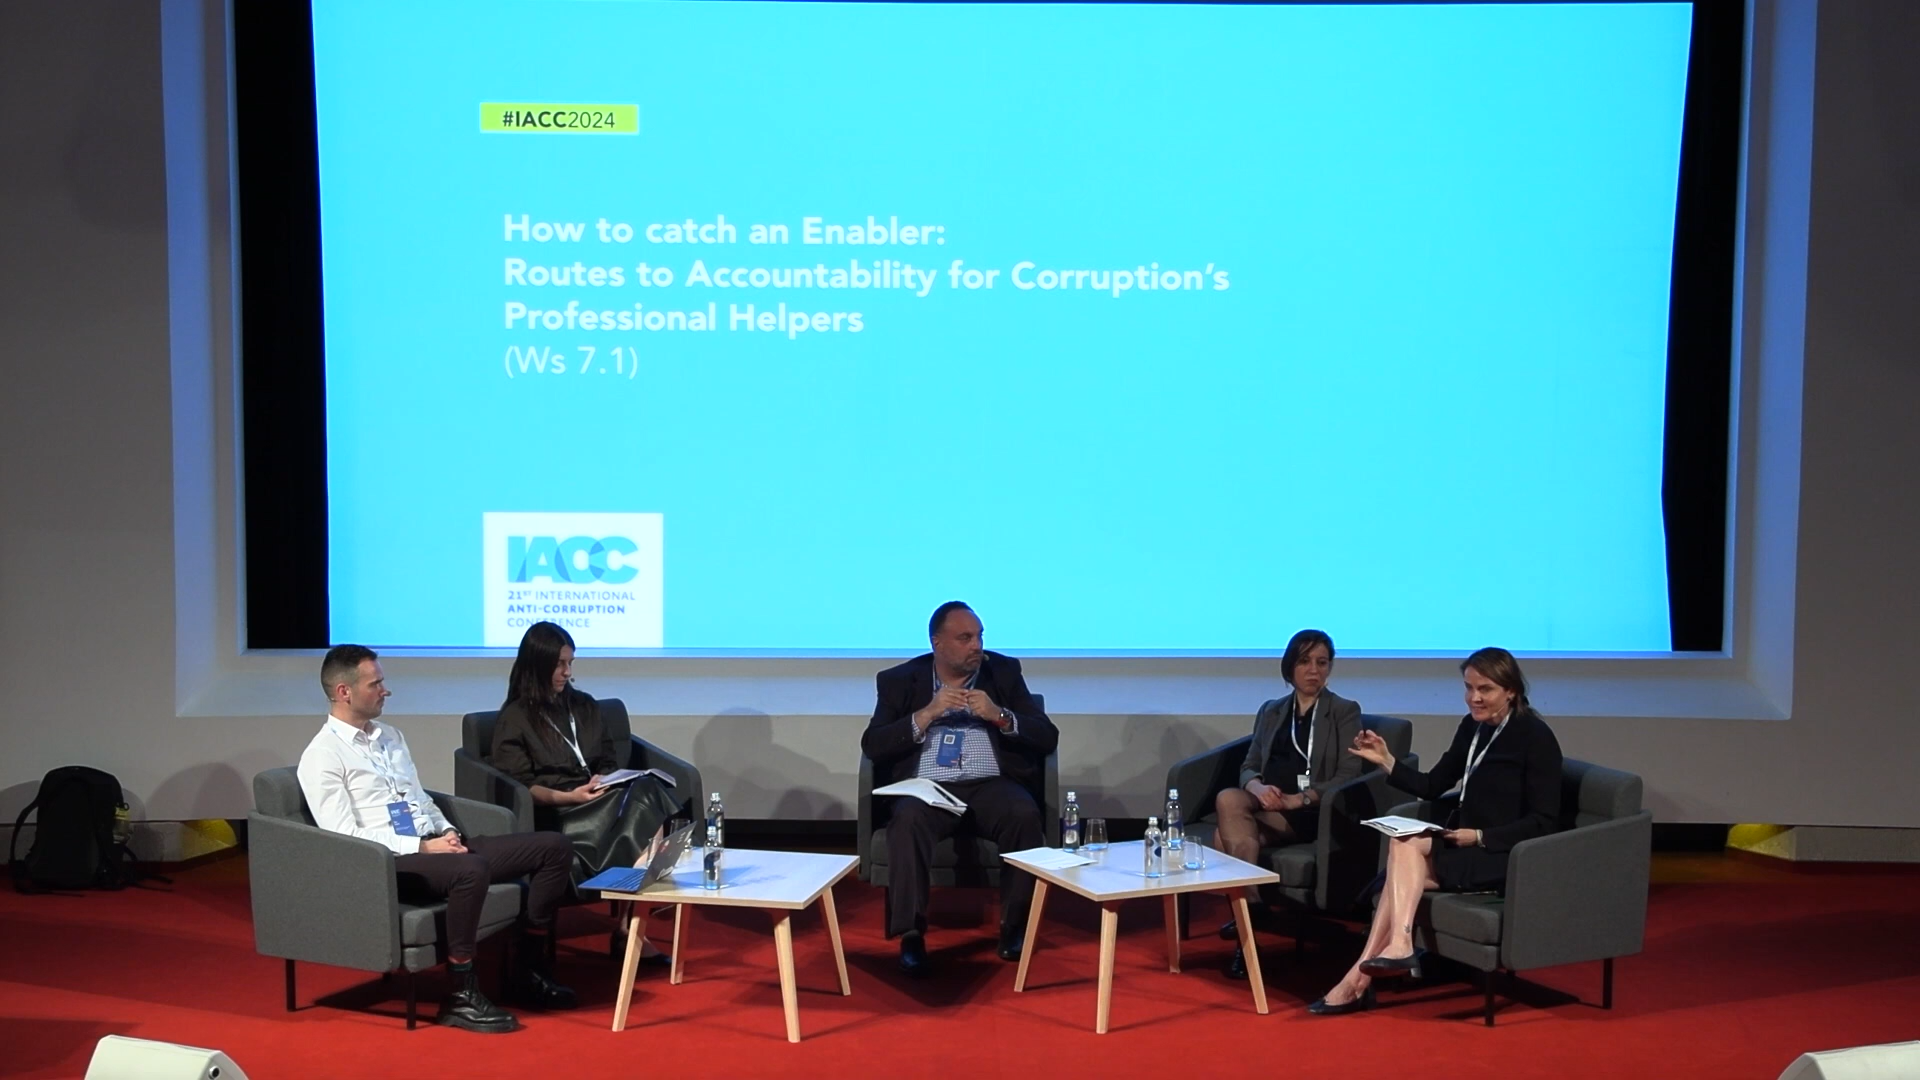 #IACC2024
How to catch an Enabler:
Routes to Accountability for Corruption's
Professional Helpers
(Ws 7.1)
IACC
21ST INTERNATIONAL
ANTI-CORRUPTION
CONFERENCE